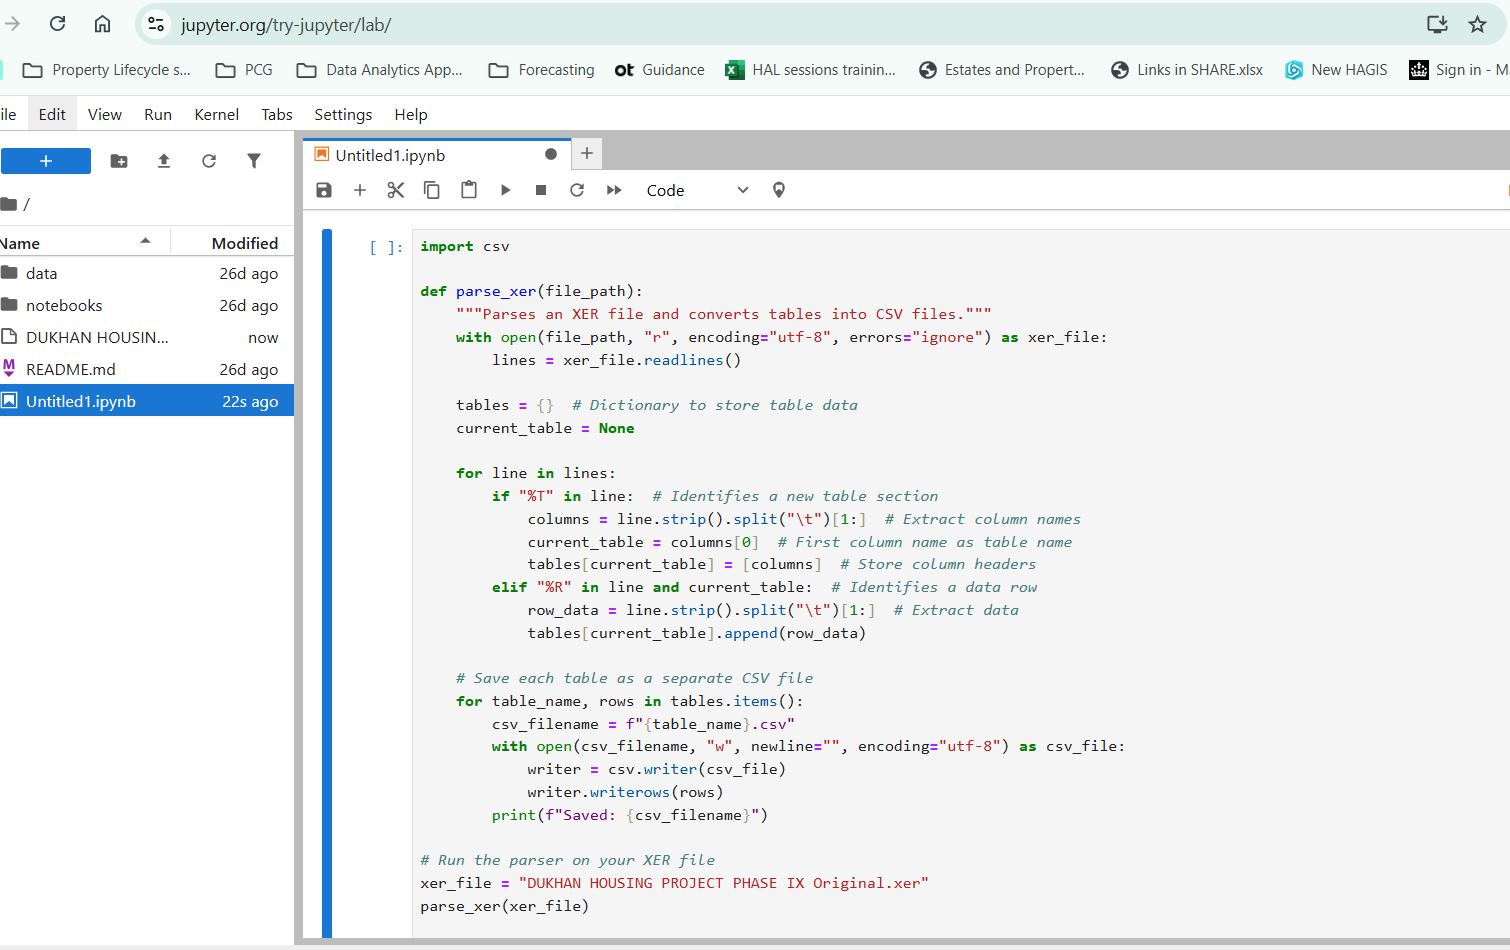 jupyter.org/try-jupyter/lab/
Property Lifecycle s... PCG Data Analytics App... Forecasting ot Guidance HAL sessions trainin... Estates and Propert... Links in SHARE.xlsx New HAGIS Sign in - M
ile Edit View Run Kernel Tabs Settings Help
Untitled1.ipynb
Code
/
Name Modified
data 26d ago
notebooks 26d ago
DUKHAN HOUSIN... now
README.md 26d ago
Untitled1.ipynb 22s ago
[ ]: import csv
def parse_xer(file_path):
"""Parses an XER file and converts tables into CSV files."""
with open(file_path, "r", encoding="utf-8", errors="ignore") as xer_file:
lines = xer_file.readlines()
tables = {} # Dictionary to store table data
current_table = None
for line in lines:
if "%T" in line: # Identifies a new table section
columns = line.strip().split("\t")[1:] # Extract column names
current_table = columns[0] # First column name as table name
tables[current_table] = [columns] # Store column headers
elif "%R" in line and current_table: # Identifies a data row
row_data = line.strip().split("\t")[1:] # Extract data
tables[current_table].append(row_data)
# Save each table as a separate CSV file
for table_name, rows in tables.items():
csv_filename = f"{table_name}.csv"
with open(csv_filename, "w", newline="", encoding="utf-8") as csv_file:
writer = csv.writer(csv_file)
writer.writerows(rows)
print(f"Saved: {csv_filename}")
# Run the parser on your XER file
xer_file = "DUKHAN HOUSING PROJECT PHASE IX Original.xer"
parse_xer(xer_file)